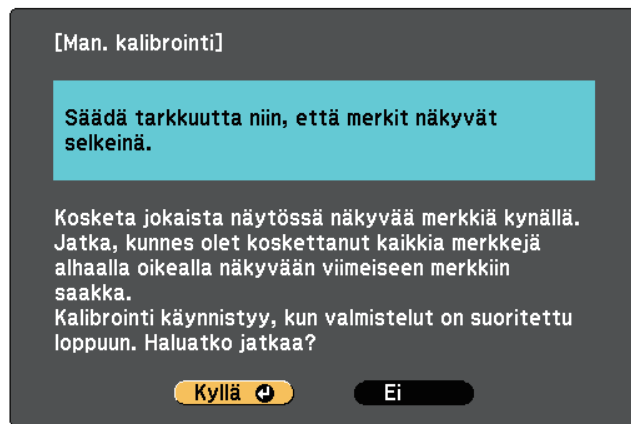 [Man. kalibrointi]
Säädä tarkkuutta niin, että merkit näkyvät
selkeinä.
Kosketa jokaista näytössä näkyvää merkkiä kynällä.
Jatka, kunnes olet koskettanut kaikkia merkkejä
alhaalla oikealla näkyvään viimeiseen merkkiin
saakka.
Kalibrointi käynnistyy, kun valmistelut on suoritettu
loppuun. Haluatko jatkaa?
Kyllä Ei